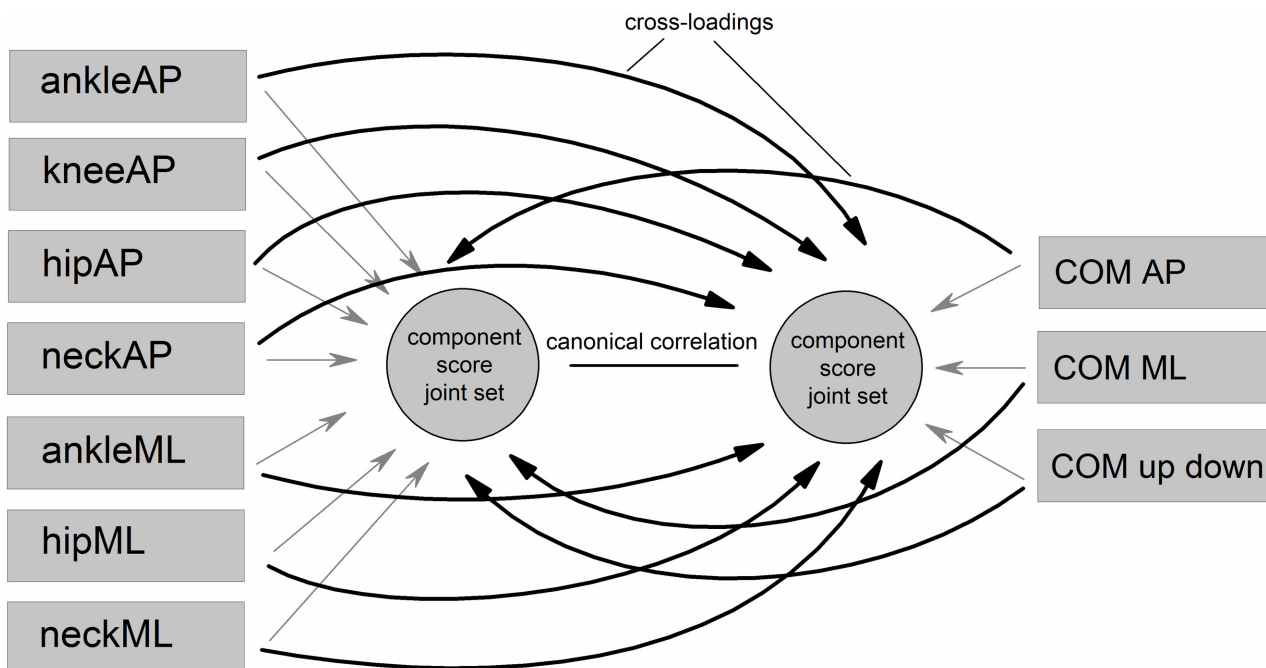 cross-loadings
ankleAP
kneeAP
hipAP
neckAP
ankleML
hipML
neckML
component
score
joint set
canonical correlation
component
score
joint set
COM AP
COM ML
COM up down